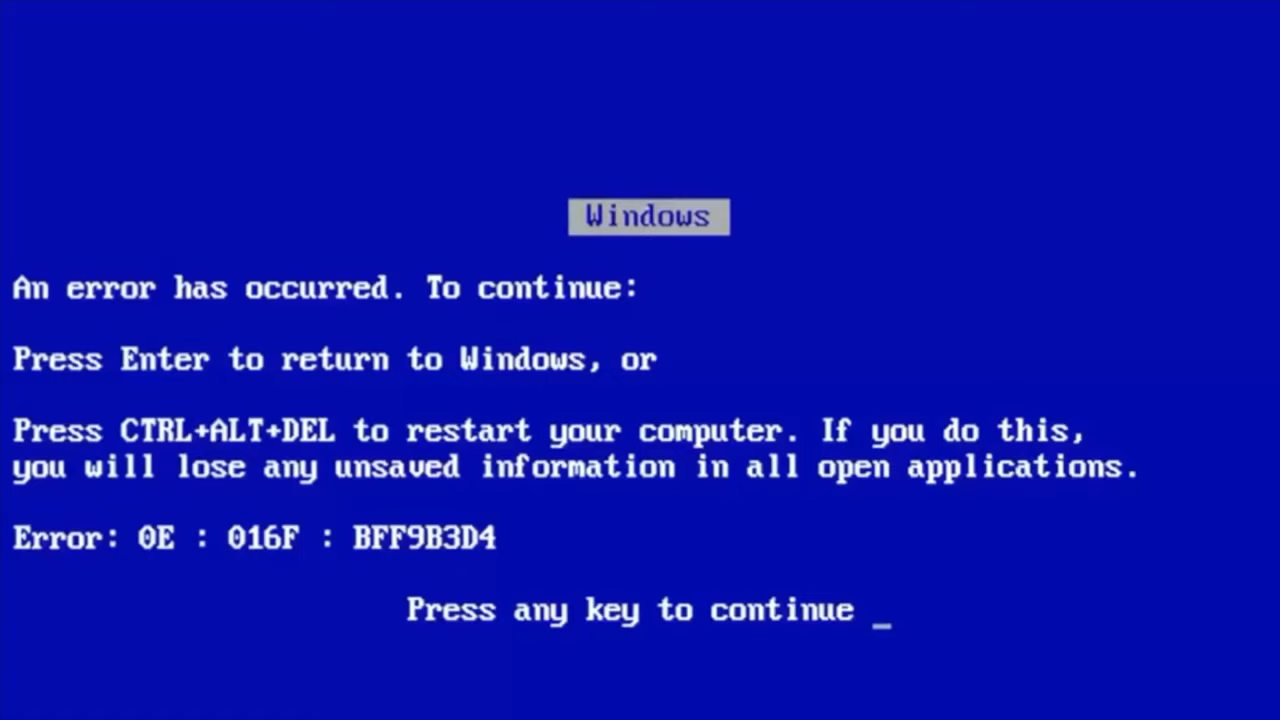 Windows
An error has occurred. To continue:
Press Enter to return to Windows, or
Press CTRL+ALT+DEL to restart your computer. If you do this,
you will lose any unsaved information in all open applications.
Error: 0E : 016F : BFF9B3D4
Press any key to continue _